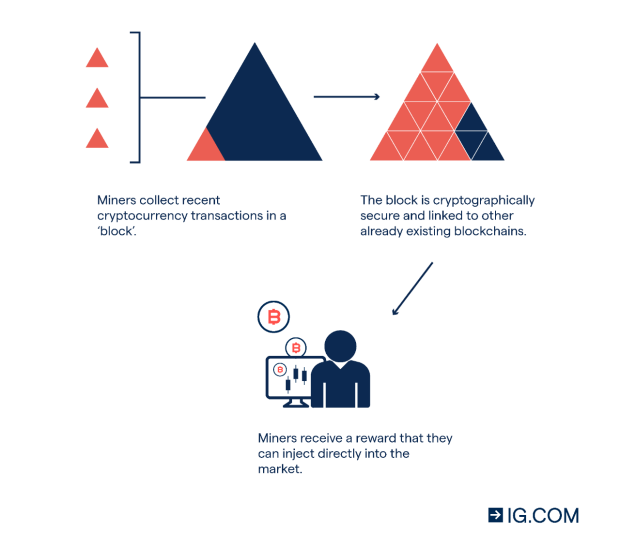 Miners collect recent
cryptocurrency transactions in a
‘block’.
The block is cryptographically
secure and linked to other
already existing blockchains.
Miners receive a reward that they
can inject directly into the
market.
IG.COM